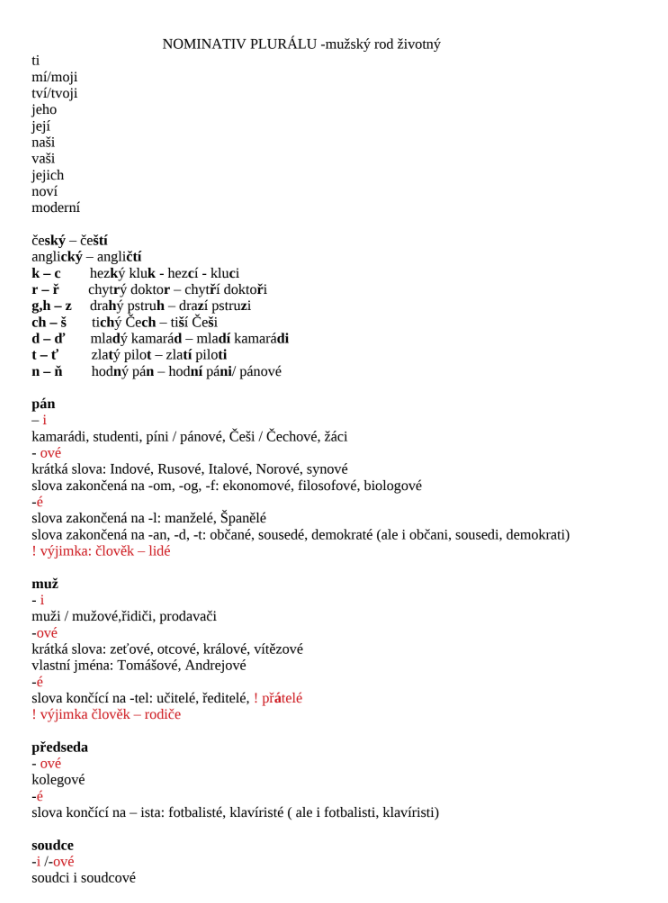 NOMINATIV PLURÁLU -mužský rod životný
ti
mí/moji
tví/tvoji
jeho
její
naši
vaši
jejich
noví
moderní
český – čeští
anglický – angličtí
k – c hezký kluk - hezcí - kluci
r – ř chytrý doktor – chytří doktoři
g,h – z drahý pstruh – drazí pstruzi
ch – š tichý Čech – tiší Češi
d – ď mladý kamarád – mladí kamarádi
t – ť zlatý pilot – zlatí piloti
n – ň hodný pán – hodní páni/ pánové
pán
– i
kamarádi, studenti, píni / pánové, Češi / Čechové, žáci
- ové
krátká slova: Indové, Rusové, Italové, Norové, synové
slova zakončená na -om, -og, -f: ekonomové, filosofové, biologové
-é
slova zakončená na -l: manželé, Španělé
slova zakončená na -an, -d, -t: občané, sousedé, demokraté (ale i občani, sousedi, demokrati)
! výjimka: člověk – lidé
muž
- i
muži / mužové,řidiči, prodavači
-ové
krátká slova: zeťové, otcové, králové, vítězové
vlastní jména: Tomášové, Andrejové
-é
slova končící na -tel: učitelé, ředitelé, ! přátelé
! výjimka člověk – rodiče
předseda
- ové
kolegové
-é
slova končící na – ista: fotbalisté, klavíristé ( ale i fotbalisti, klavíristi)
soudce
-i /-ové
soudci i soudcové